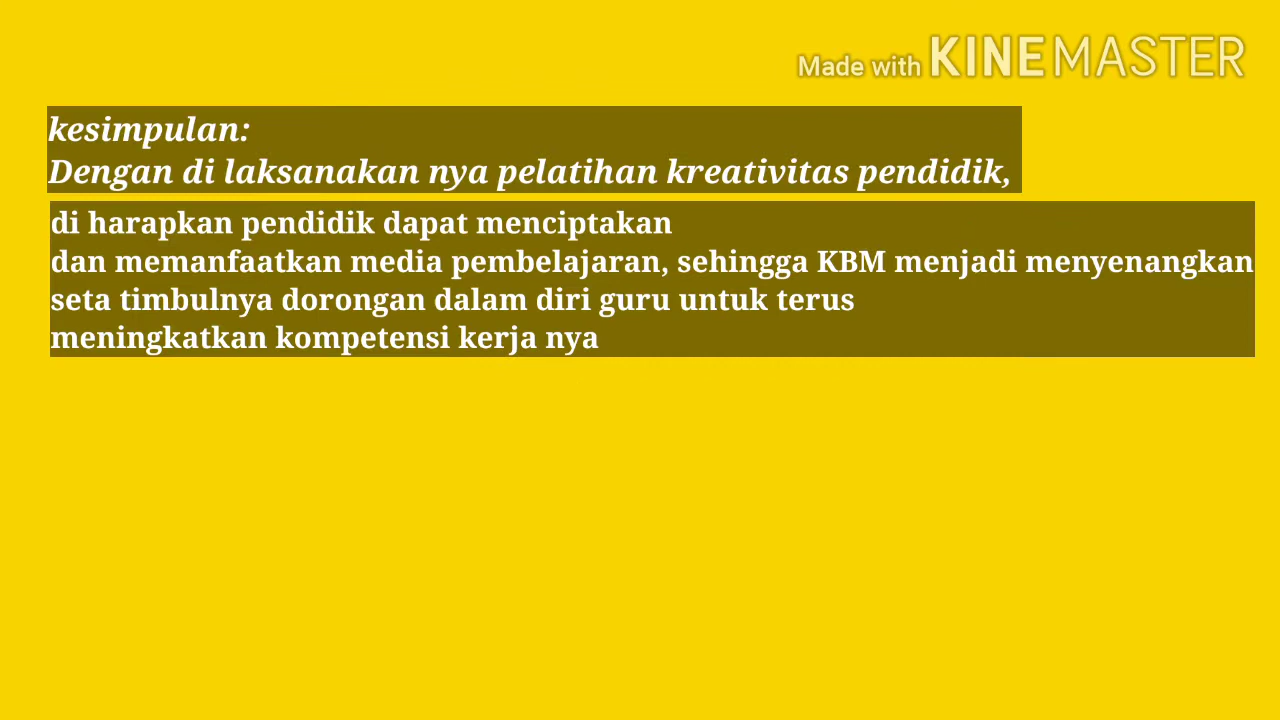 Made with KINEMASTER
kesimpulan:
Dengan di laksanakan nya pelatihan kreativitas pendidik,
di harapkan pendidik dapat menciptakan
dan memanfaatkan media pembelajaran, sehingga KBM menjadi menyenangkan
seta timbulnya dorongan dalam diri guru untuk terus
meningkatkan kompetensi kerja nya